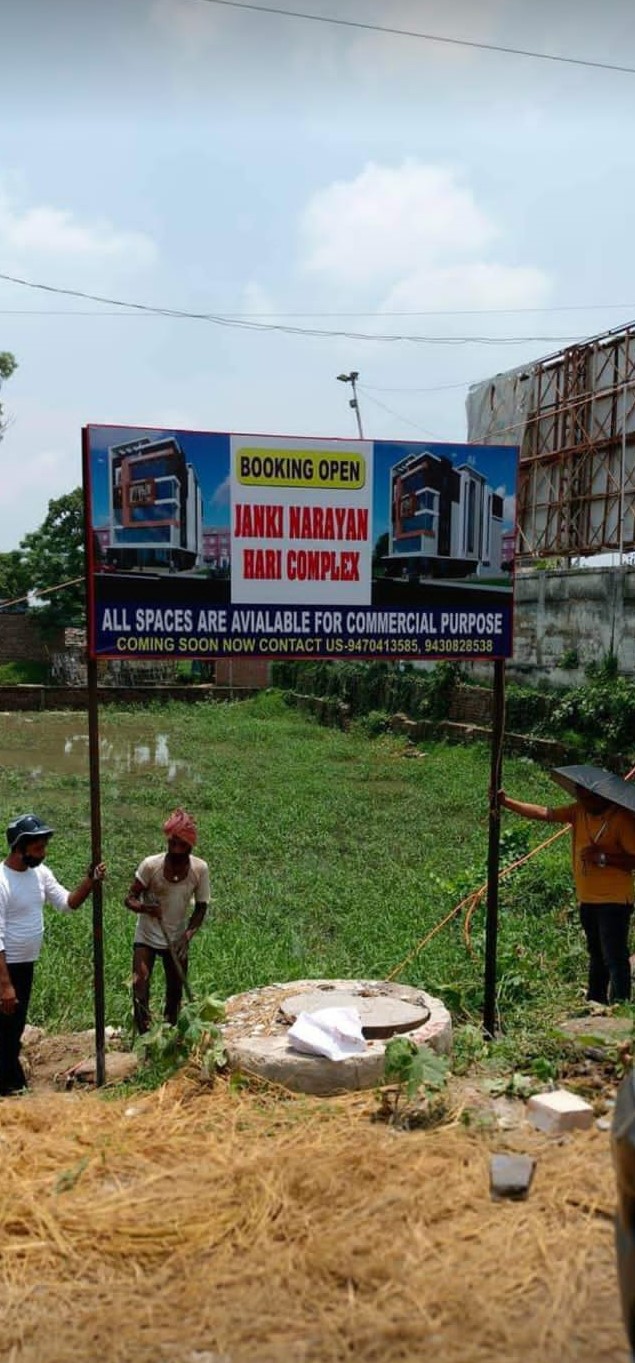 BOOKING OPEN
JANKI NARAYAN
HARI COMPLEX
ALL SPACES ARE AVIALABLE FOR COMMERCIAL PURPOSE
COMING SOON NOW CONTACT US-9470413585, 9430828538